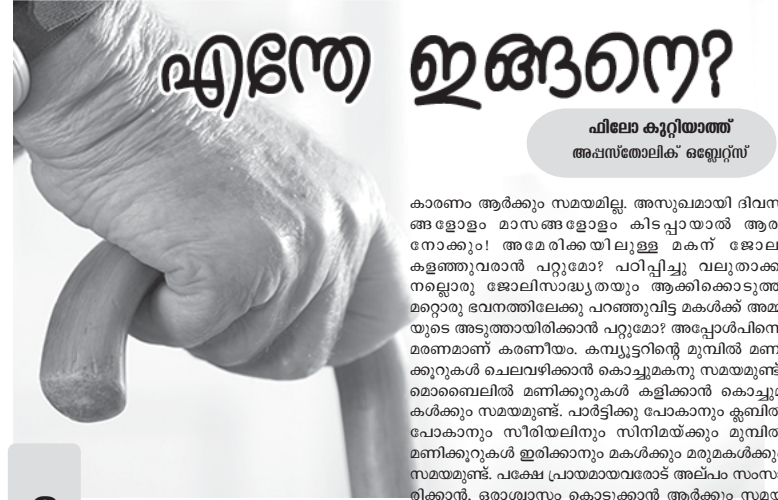 എന്തേ ഇങ്ങനെ?
ഫിലോ കുറ്റിയാത്ത്
അപ്പസ്തോലിക് ഒബ്ലേറ്റ്സ്
കാരണം ആർക്കും സമയമില്ല. അസുഖമായി ദിവസ
ങ്ങളോളം മാസങ്ങളോളം കിടപ്പായാൽ ആര
നോക്കും! അമേരിക്കയിലുള്ള മകന് ജോല
കളഞ്ഞുവരാൻ പറ്റുമോ? പഠിപ്പിച്ചു വലുതാക്ക
നല്ലൊരു ജോലിസാദ്ധ്യതയും ആക്കിക്കൊടുത്ത
മറ്റൊരു ഭവനത്തിലേക്കു പറഞ്ഞുവിട്ട മകൾക്ക് അമ്മ
യുടെ അടുത്തായിരിക്കാൻ പറ്റുമോ? അപ്പോൾപിന്നെ
മരണമാണ് കരണീയം. കമ്പ്യൂട്ടറിന്റെ മുമ്പിൽ മണ
ക്കൂറുകൾ ചെലവഴിക്കാൻ കൊച്ചുമകനു സമയമുണ്ട്
മൊബൈലിൽ മണിക്കൂറുകൾ കളിക്കാൻ കൊച്ചുമ
കൾക്കും സമയമുണ്ട്. പാർട്ടിക്കു പോകാനും ക്ലബിൽ
പോകാനും സീരിയലിനും സിനിമയ്ക്കും മുമ്പിൽ
മണിക്കൂറുകൾ ഇരിക്കാനും മകൾക്കും മരുമകൾക്കും
സമയമുണ്ട്. പക്ഷേ പ്രായമായവരോട് അല്പം സംസാ
രിക്കാൻ, ഒരാശ്വാസം കൊടുക്കാൻ ആർക്കും സമയ